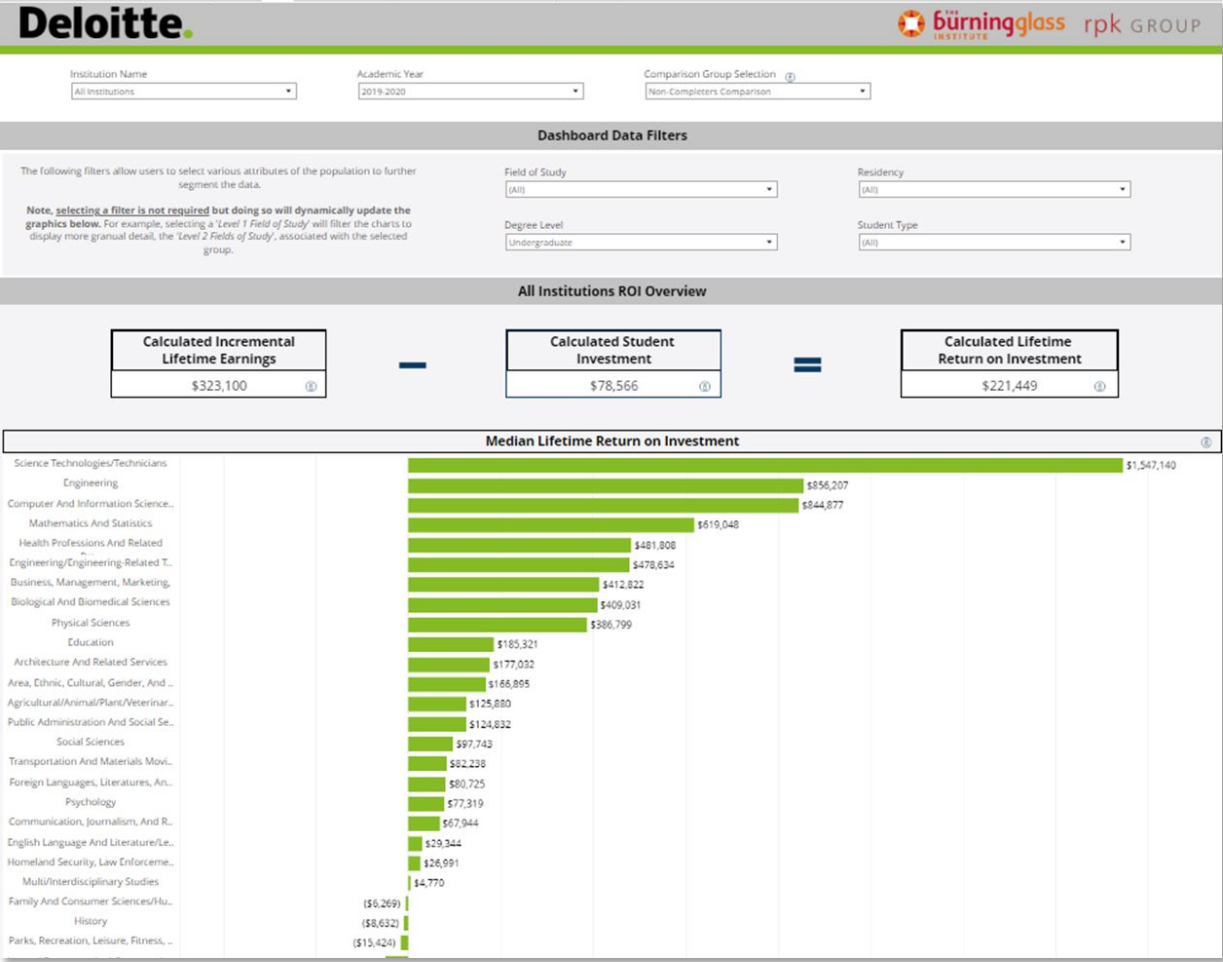 Deloitte.
THE burningglass INSTITUTE
rpk GROUP
Institution Name
Academic Year
Comparison Group Selection
All Institutions
2019-2020
Non-Completers Comparison
Dashboard Data Filters
The following filters allow users to select various attributes of the population to further
segment the data.
Note, selecting a filter is not required but doing so will dynamically update the
graphics below. For example, selecting a 'Level 1 Field of Study' will filter the charts to
display more granual detail, the 'Level 2 Fields of Study', associated with the selected
group.
Field of Study
(All)
Residency
(All)
Degree Level
Undergraduate
Student Type
(All)
All Institutions ROI Overview
Calculated Incremental
Lifetime Earnings
$323,100
−
Calculated Student
Investment
$78,566
=
Calculated Lifetime
Return on Investment
$221,449
Median Lifetime Return on Investment
Science Technologies/Technicians $1,547,140
Engineering $856,207
Computer And Information Science.. $844,877
Mathematics And Statistics $619,048
Health Professions And Related $481,808
Engineering/Engineering-Related T.. $478,634
Business, Management, Marketing, $412,822
Biological And Biomedical Sciences $409,031
Physical Sciences $386,799
Education $185,321
Architecture And Related Services $177,032
Area, Ethnic, Cultural, Gender, And .. $166,895
Agricultural/Animal/Plant/Veterinar.. $125,880
Public Administration And Social Se.. $124,832
Social Sciences $97,743
Transportation And Materials Movi.. $82,238
Foreign Languages, Literatures, An.. $80,725
Psychology $77,319
Communication, Journalism, And R.. $67,944
English Language And Literature/Le.. $29,344
Homeland Security, Law Enforceme.. $26,991
Multi/Interdisciplinary Studies $4,770
Family And Consumer Sciences/Hu.. ($6,269)
History ($8,632)
Parks, Recreation, Leisure, Fitness, .. ($15,424)